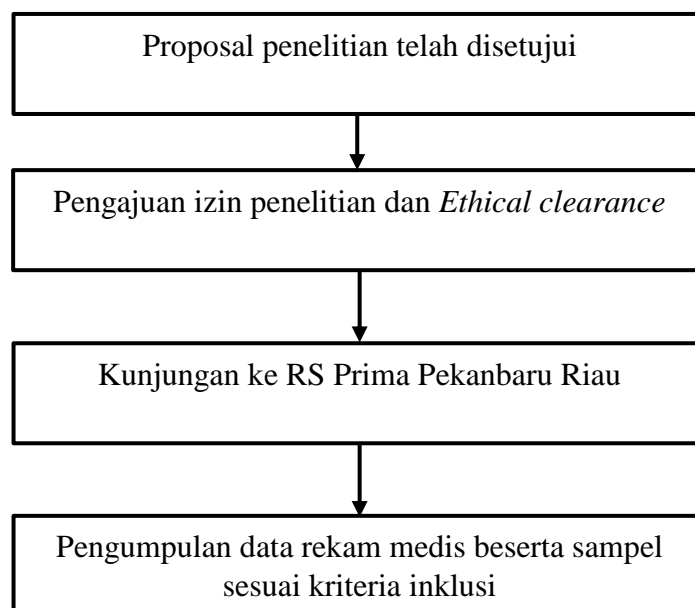 Proposal penelitian telah disetujui
Pengajuan izin penelitian dan Ethical clearance
Kunjungan ke RS Prima Pekanbaru Riau
Pengumpulan data rekam medis beserta sampel
sesuai kriteria inklusi